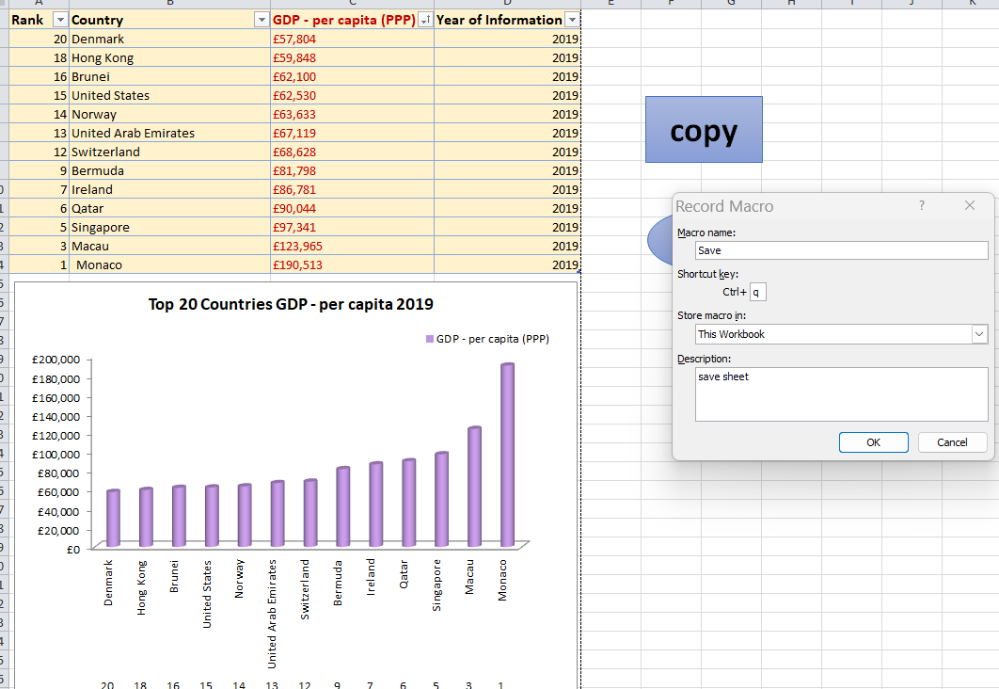 A B C D E F G H I J K
Rank Country GDP - per capita (PPP) Year of Information
20 Denmark £57,804 2019
18 Hong Kong £59,848 2019
16 Brunei £62,100 2019
15 United States £62,530 2019
14 Norway £63,633 2019
13 United Arab Emirates £67,119 2019
12 Switzerland £68,628 2019
9 Bermuda £81,798 2019
7 Ireland £86,781 2019
6 Qatar £90,044 2019
5 Singapore £97,341 2019
3 Macau £123,965 2019
1 Monaco £190,513 2019
copy
Record Macro ? ×
Macro name:
Save
Shortcut key:
Ctrl+ q
Store macro in:
This Workbook
Description:
save sheet
OK Cancel
Top 20 Countries GDP - per capita 2019
GDP - per capita (PPP)
£200,000
£180,000
£160,000
£140,000
£120,000
£100,000
£80,000
£60,000
£40,000
£20,000
£0
Denmark
Hong Kong
Brunei
United States
Norway
United Arab Emirates
Switzerland
Bermuda
Ireland
Qatar
Singapore
Macau
Monaco
20 18 16 15 14 13 12 9 7 6 5 3 1